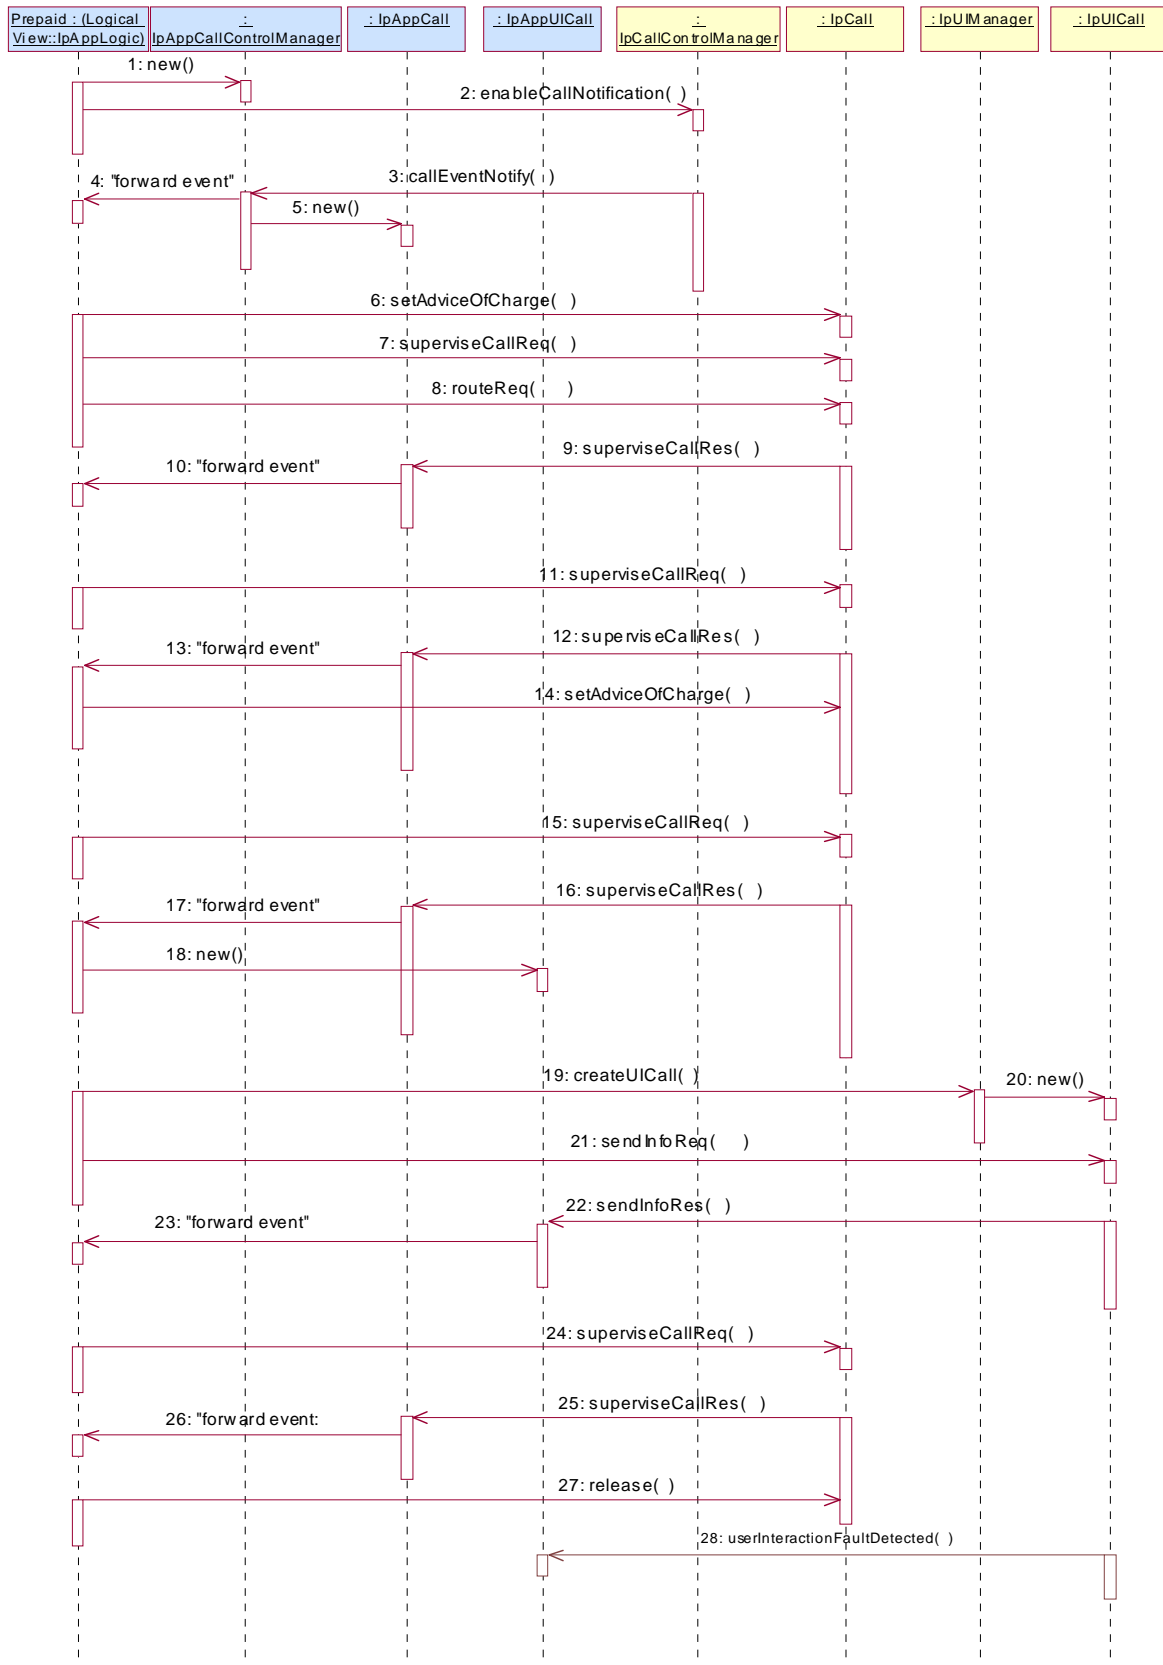 Prepaid : (Logical
View::IpAppLogic)
:
IpAppCallControlManager
: IpAppCall
: IpAppUICall
:
IpCallControlManager
: IpCall
: IpUIManager
: IpUICall
1: new()
2: enableCallNotification( )
3: callEventNotify( )
4: "forward event"
5: new()
6: setAdviceOfCharge( )
7: superviseCallReq( )
8: routeReq( )
9: superviseCallRes( )
10: "forward event"
11: superviseCallReq( )
12: superviseCallRes( )
13: "forward event"
14: setAdviceOfCharge( )
15: superviseCallReq( )
16: superviseCallRes( )
17: "forward event"
18: new()
19: createUICall( )
20: new()
21: sendInfoReq( )
22: sendInfoRes( )
23: "forward event"
24: superviseCallReq( )
25: superviseCallRes( )
26: "forward event:
27: release( )
28: userInteractionFaultDetected( )